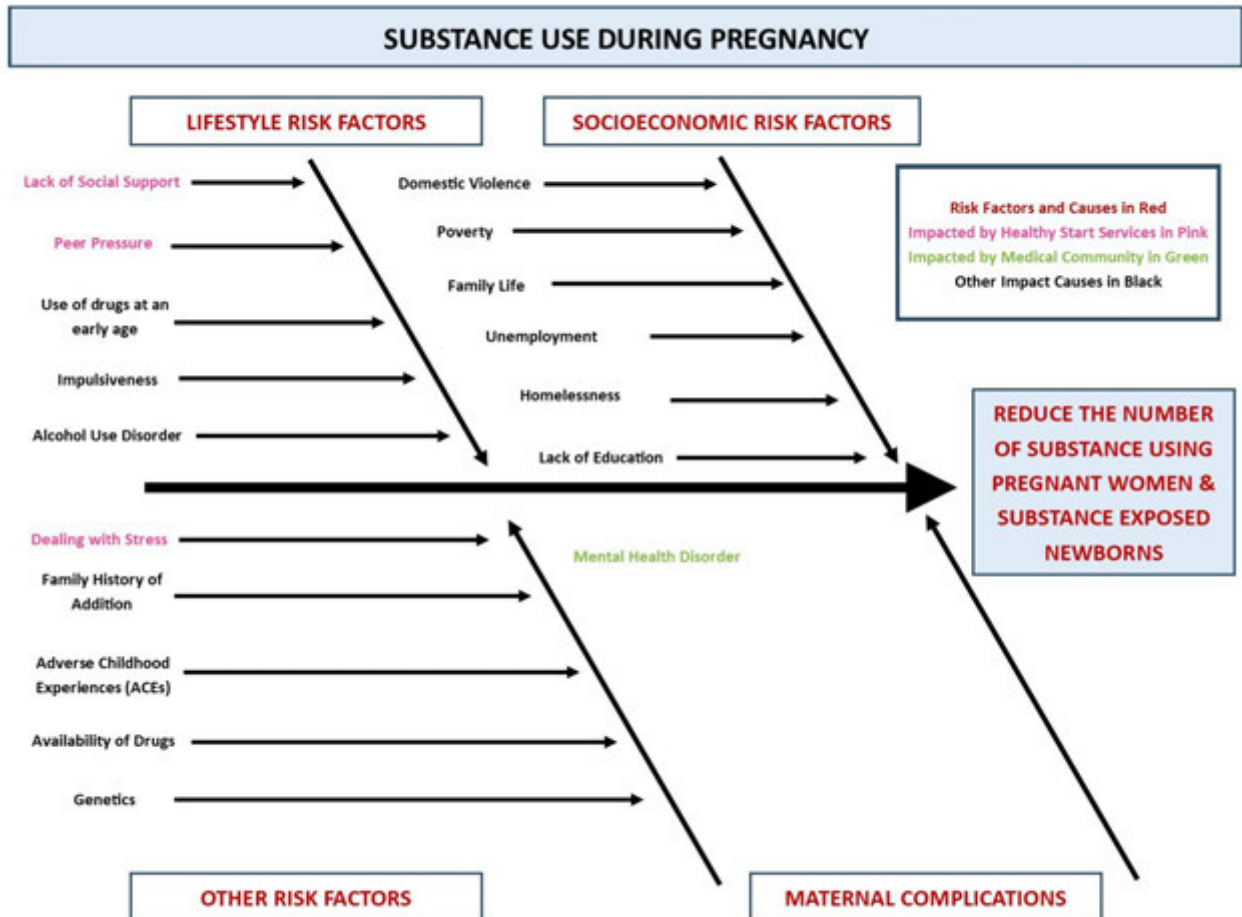 SUBSTANCE USE DURING PREGNANCY
LIFESTYLE RISK FACTORS
Lack of Social Support
Peer Pressure
Use of drugs at an
early age
Impulsiveness
Alcohol Use Disorder
SOCIOECONOMIC RISK FACTORS
Domestic Violence
Poverty
Family Life
Unemployment
Homelessness
Lack of Education
Risk Factors and Causes in Red
Impacted by Healthy Start Services in Pink
Impacted by Medical Community in Green
Other Impact Causes in Black
REDUCE THE NUMBER
OF SUBSTANCE USING
PREGNANT WOMEN &
SUBSTANCE EXPOSED
NEWBORNS
Dealing with Stress
Family History of
Addition
Adverse Childhood
Experiences (ACEs)
Availability of Drugs
Genetics
OTHER RISK FACTORS
Mental Health Disorder
MATERNAL COMPLICATIONS